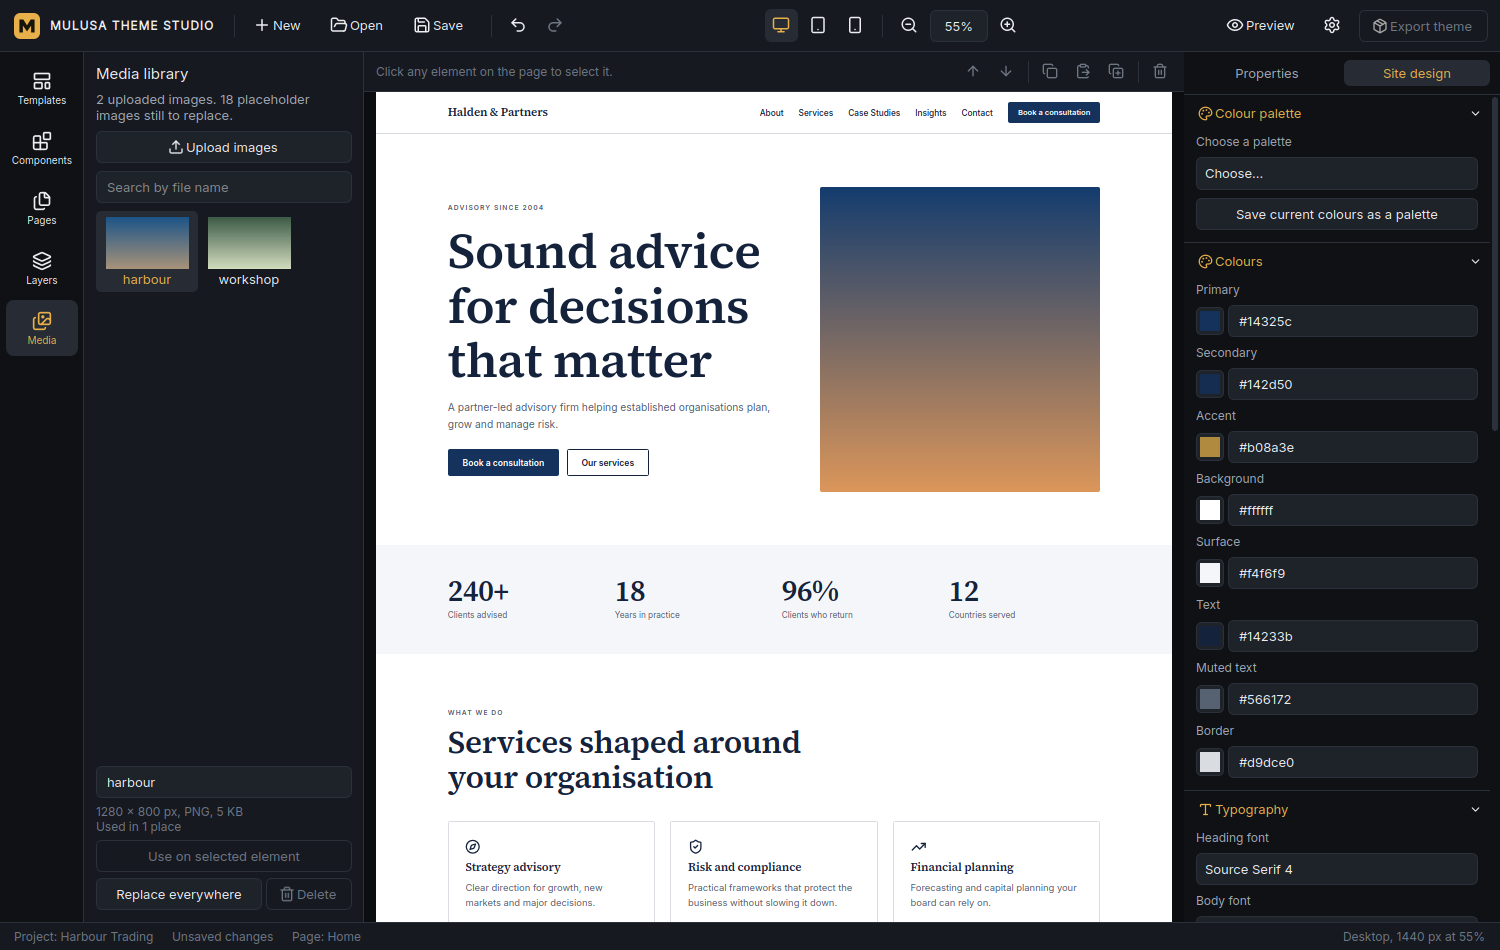 MULUSA THEME STUDIO
New
Open
Save
55%
Preview
Export theme
Templates
Components
Pages
Layers
Media
Media library
2 uploaded images. 18 placeholder
images still to replace.
Upload images
Search by file name
harbour
workshop
harbour
1280 × 800 px, PNG, 5 KB
Used in 1 place
Use on selected element
Replace everywhere
Delete
Click any element on the page to select it.
Halden & Partners
About
Services
Case Studies
Insights
Contact
Book a consultation
ADVISORY SINCE 2004
Sound advice
for decisions
that matter
A partner-led advisory firm helping established organisations plan,
grow and manage risk.
Book a consultation
Our services
240+
Clients advised
18
Years in practice
96%
Clients who return
12
Countries served
WHAT WE DO
Services shaped around
your organisation
Strategy advisory
Clear direction for growth, new
markets and major decisions.
Risk and compliance
Practical frameworks that protect the
business without slowing it down.
Financial planning
Forecasting and capital planning your
board can rely on.
Properties
Site design
Colour palette
Choose a palette
Choose...
Save current colours as a palette
Colours
Primary
#14325c
Secondary
#142d50
Accent
#b08a3e
Background
#ffffff
Surface
#f4f6f9
Text
#14233b
Muted text
#566172
Border
#d9dce0
Typography
Heading font
Source Serif 4
Body font
Project: Harbour Trading
Unsaved changes
Page: Home
Desktop, 1440 px at 55%